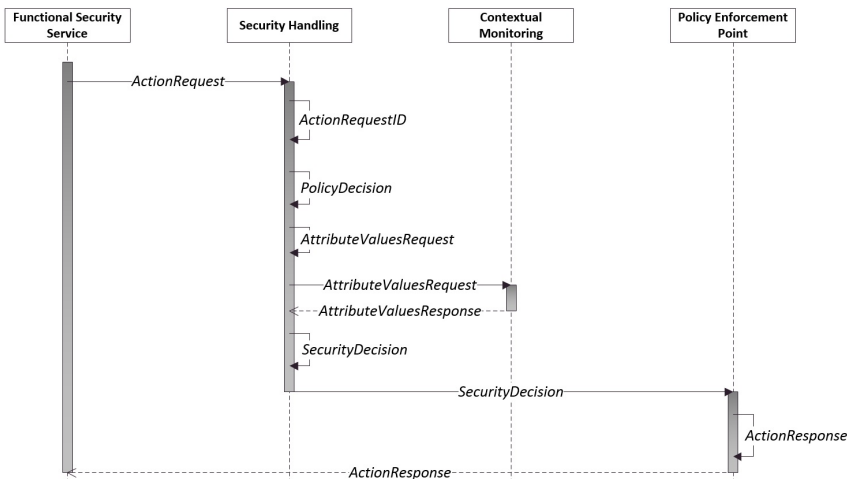 Functional Security
Service
Security Handling
Contextual
Monitoring
Policy Enforcement
Point
ActionRequest
ActionRequestID
PolicyDecision
AttributeValuesRequest
AttributeValuesRequest
AttributeValuesResponse
SecurityDecision
SecurityDecision
ActionResponse
ActionResponse